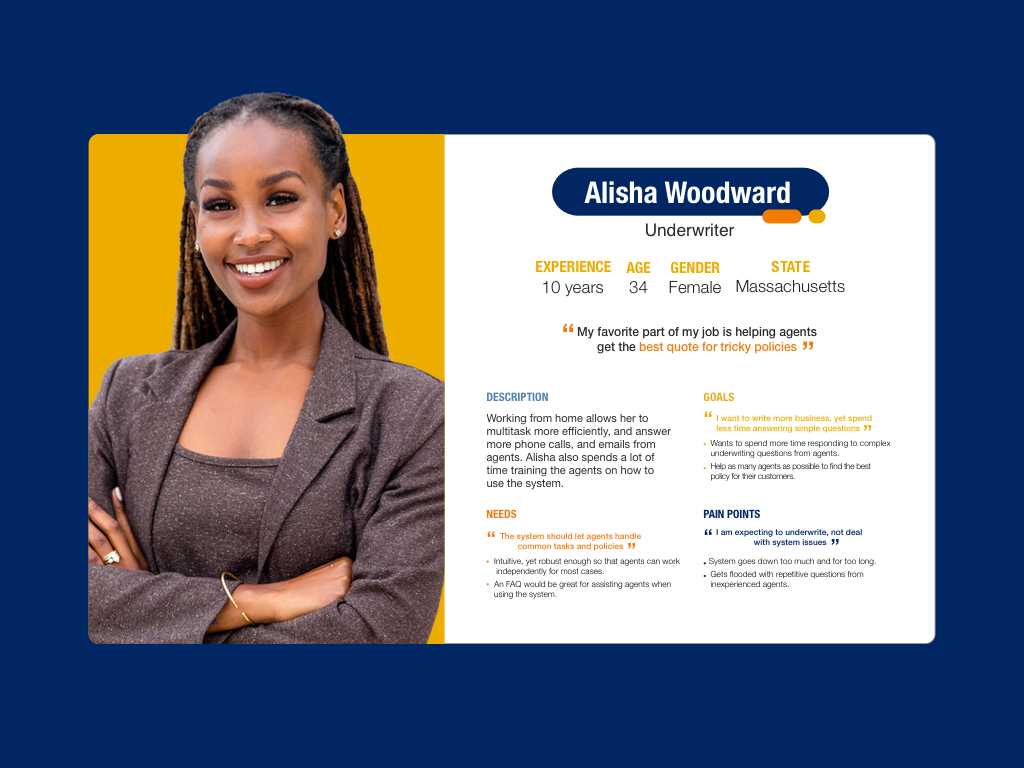 Alisha Woodward
Underwriter
EXPERIENCE
10 years
AGE
34
GENDER
Female
STATE
Massachusetts
“ My favorite part of my job is helping agents
get the best quote for tricky policies ”
DESCRIPTION
Working from home allows her to
multitask more efficiently, and answer
more phone calls, and emails from
agents. Alisha also spends a lot of
time training the agents on how to
use the system.
GOALS
“ I want to write more business, yet spend
less time answering simple questions ”
• Wants to spend more time responding to complex
underwriting questions from agents.
• Help as many agents as possible to find the best
policy for their customers.
NEEDS
“ The system should let agents handle
common tasks and policies ”
• Intuitive, yet robust enough so that agents can work
independently for most cases.
• An FAQ would be great for assisting agents when
using the system.
PAIN POINTS
“ I am expecting to underwrite, not deal
with system issues ”
• System goes down too much and for too long.
• Gets flooded with repetitive questions from
inexperienced agents.